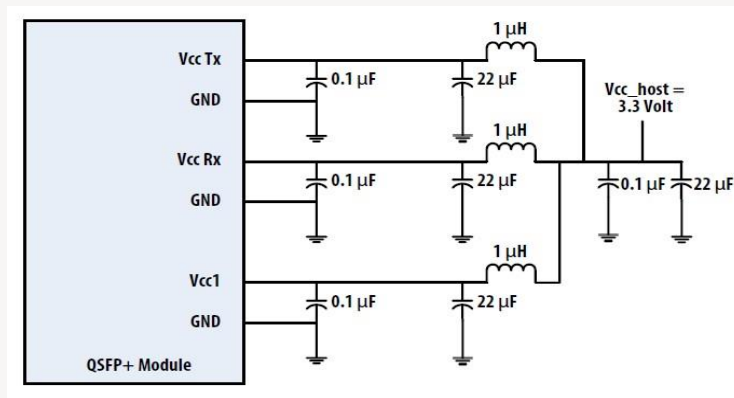 1 μH
Vcc Tx
0.1 μF
22 μF
GND
Vcc_host =
3.3 Volt
1 μH
Vcc Rx
0.1 μF
22 μF
0.1 μF
22 μF
GND
1 μH
Vcc1
0.1 μF
22 μF
GND
QSFP+ Module